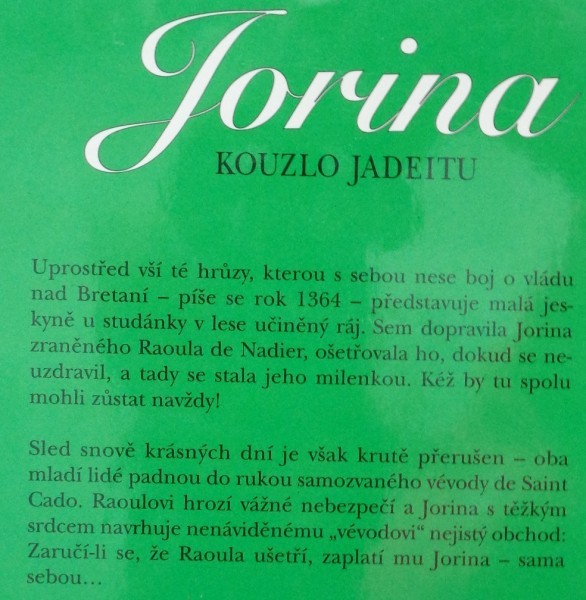 Jorina
KOUZLO JADEITU
Uprostřed vší té hrůzy, kterou s sebou nese boj o vládu
nad Bretaní – píše se rok 1364 – představuje malá jes-
kyně u studánky v lese učiněný ráj. Sem dopravila Jorina
zraněného Raoula de Nadier, ošetřovala ho, dokud se ne-
uzdravil, a tady se stala jeho milenkou. Kéž by tu spolu
mohli zůstat navždy!
Sled snově krásných dní je však krutě přerušen – oba
mladí lidé padnou do rukou samozvaného vévody de Saint
Cado. Raoulovi hrozí vážné nebezpečí a Jorina s těžkým
srdcem navrhuje nenáviděnému „vévodovi“ nejistý obchod:
Zaručí-li se, že Raoula ušetří, zaplatí mu Jorina – sama
sebou…